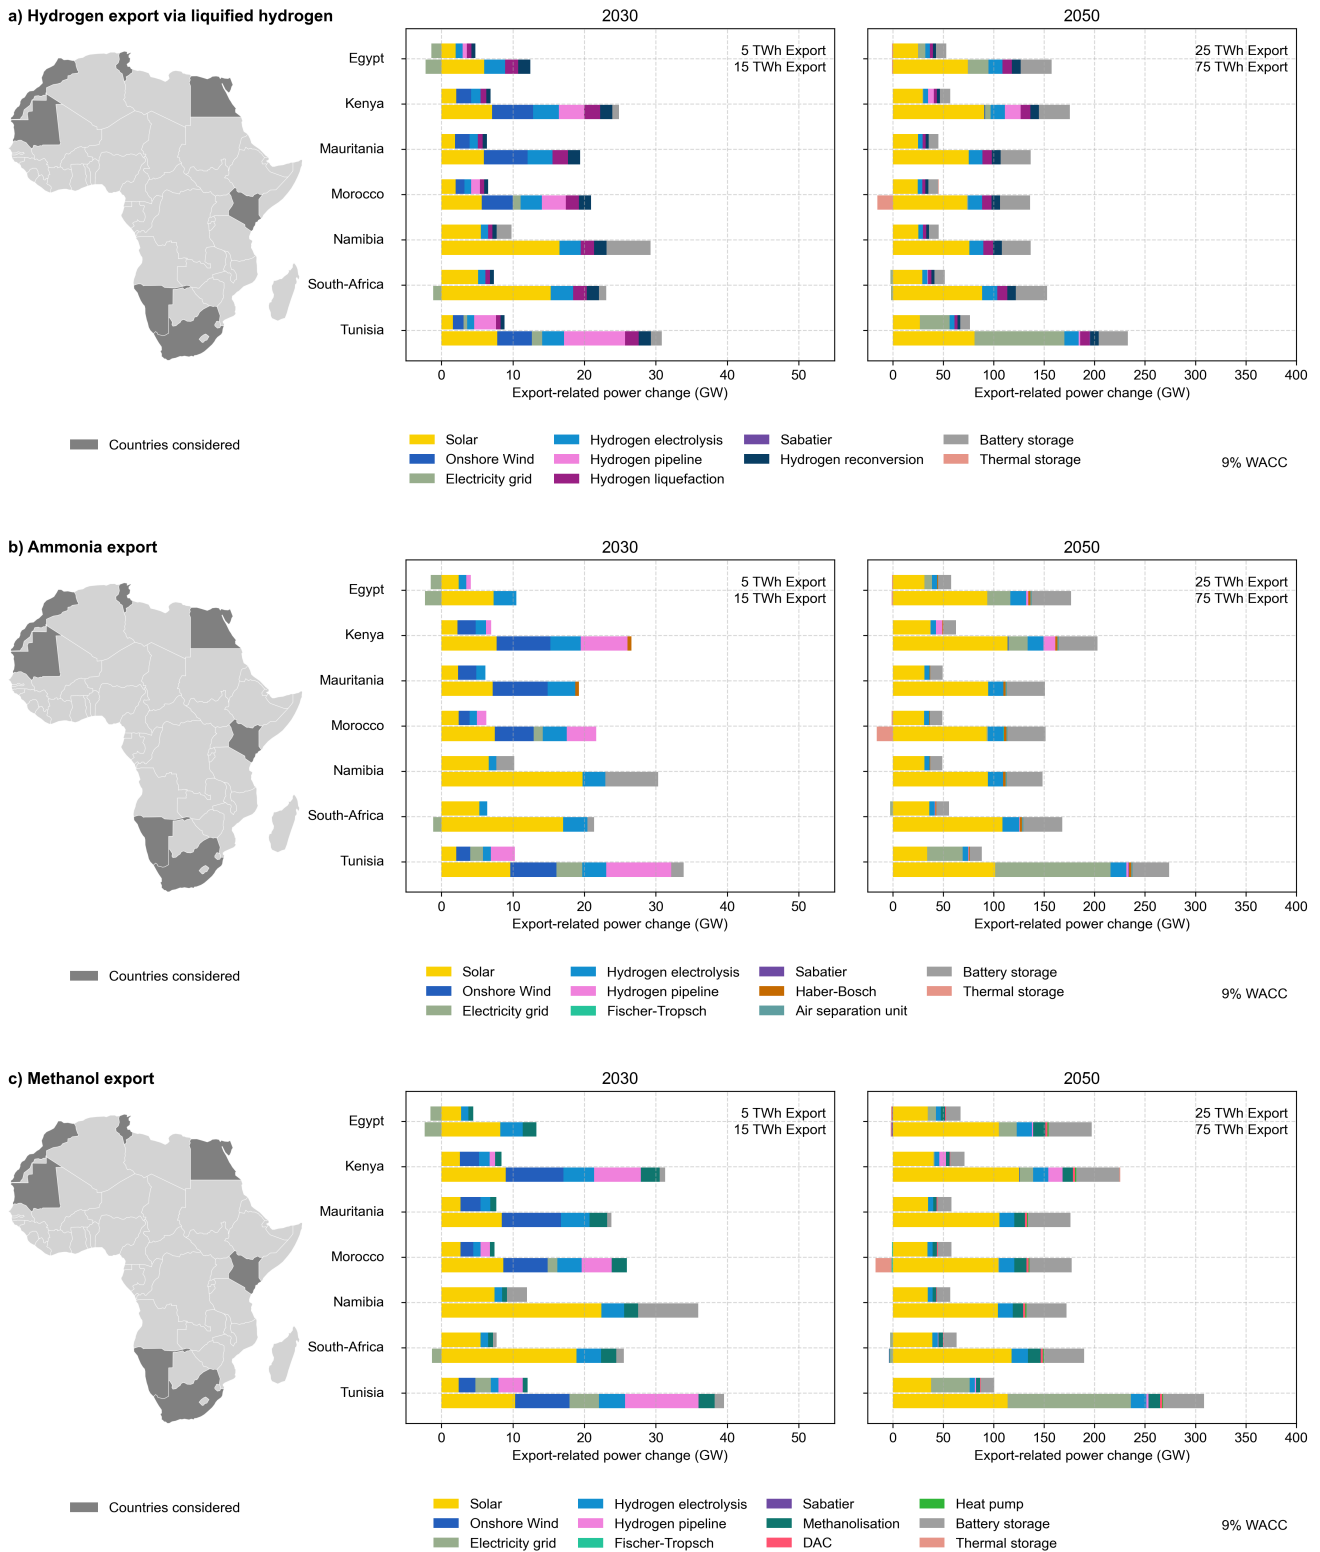 a) Hydrogen export via liquified hydrogen
2030
2050
5 TWh Export
15 TWh Export
25 TWh Export
75 TWh Export
Egypt
Kenya
Mauritania
Morocco
Namibia
South-Africa
Tunisia
0 10 20 30 40 50
0 50 100 150 200 250 300 350 400
Export-related power change (GW)
Export-related power change (GW)
Countries considered
Solar
Onshore Wind
Electricity grid
Hydrogen electrolysis
Hydrogen pipeline
Hydrogen liquefaction
Sabatier
Hydrogen reconversion
Battery storage
Thermal storage
9% WACC
b) Ammonia export
2030
2050
5 TWh Export
15 TWh Export
25 TWh Export
75 TWh Export
Egypt
Kenya
Mauritania
Morocco
Namibia
South-Africa
Tunisia
0 10 20 30 40 50
0 50 100 150 200 250 300 350 400
Export-related power change (GW)
Export-related power change (GW)
Countries considered
Solar
Onshore Wind
Electricity grid
Hydrogen electrolysis
Hydrogen pipeline
Fischer-Tropsch
Sabatier
Haber-Bosch
Air separation unit
Battery storage
Thermal storage
9% WACC
c) Methanol export
2030
2050
5 TWh Export
15 TWh Export
25 TWh Export
75 TWh Export
Egypt
Kenya
Mauritania
Morocco
Namibia
South-Africa
Tunisia
0 10 20 30 40 50
0 50 100 150 200 250 300 350 400
Export-related power change (GW)
Export-related power change (GW)
Countries considered
Solar
Onshore Wind
Electricity grid
Hydrogen electrolysis
Hydrogen pipeline
Fischer-Tropsch
Sabatier
Methanolisation
DAC
Heat pump
Battery storage
Thermal storage
9% WACC